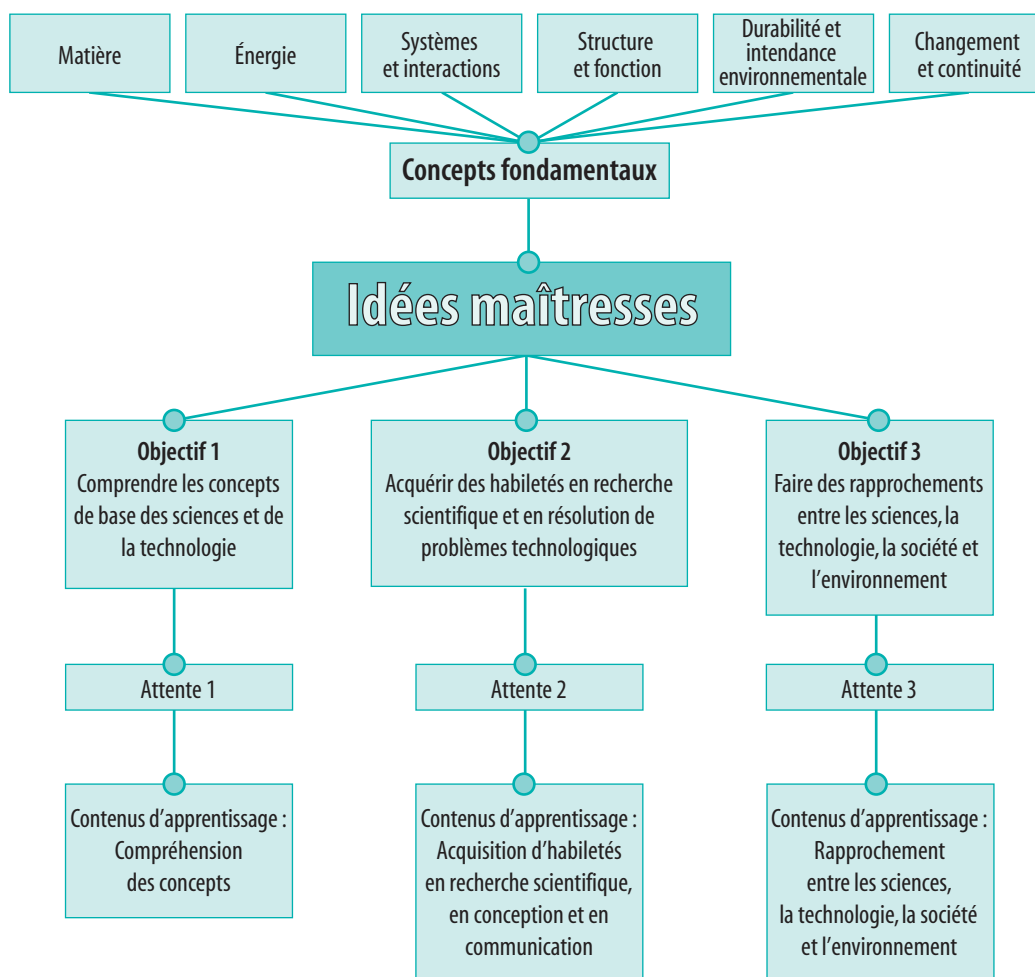 Matière
Énergie
Systèmes
et interactions
Structure
et fonction
Durabilité et
intendance
environnementale
Changement
et continuité
Concepts fondamentaux
Idées maîtresses
Objectif 1
Comprendre les concepts
de base des sciences et de
la technologie
Objectif 2
Acquérir des habiletés en recherche
scientifique et en résolution de
problèmes technologiques
Objectif 3
Faire des rapprochements
entre les sciences, la
technologie, la société et
l'environnement
Attente 1
Attente 2
Attente 3
Contenus d'apprentissage :
Compréhension
des concepts
Contenus d'apprentissage :
Acquisition d'habiletés
en recherche scientifique,
en conception et en
communication
Contenus d'apprentissage :
Rapprochement
entre les sciences,
la technologie, la société
et l'environnement